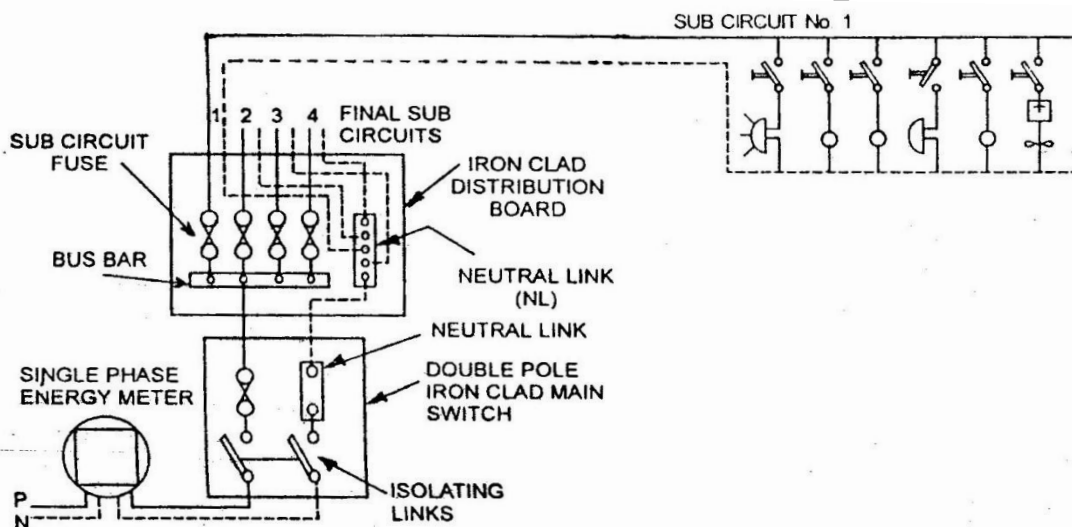 SUB CIRCUIT No. 1
1 2 3 4 FINAL SUB
CIRCUITS
SUB CIRCUIT
FUSE
IRON CLAD
DISTRIBUTION
BOARD
BUS BAR
NEUTRAL LINK
(NL)
NEUTRAL LINK
SINGLE PHASE
ENERGY METER
DOUBLE POLE
IRON CLAD MAIN
SWITCH
ISOLATING
LINKS
P
N